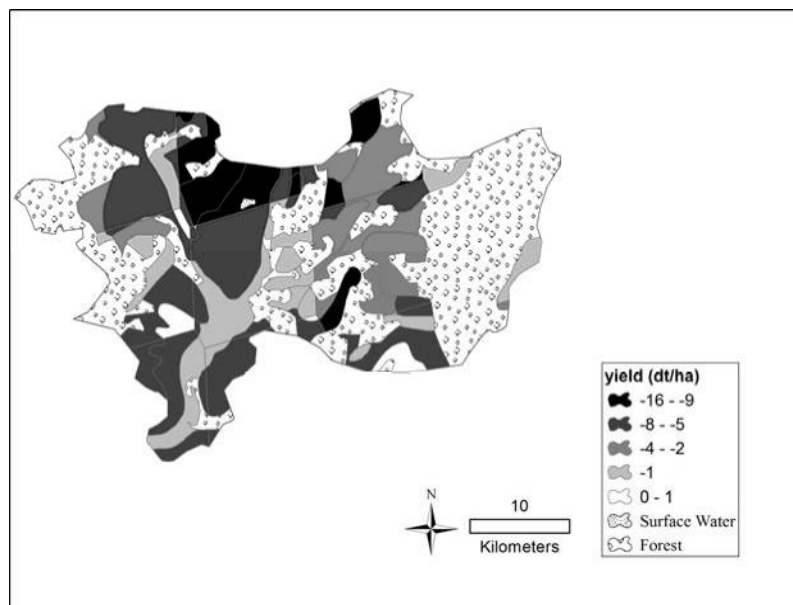 yield (dt/ha)
-16 - -9
-8 - -5
-4 - -2
-1
0 - 1
Surface Water
Forest
N
10
Kilometers